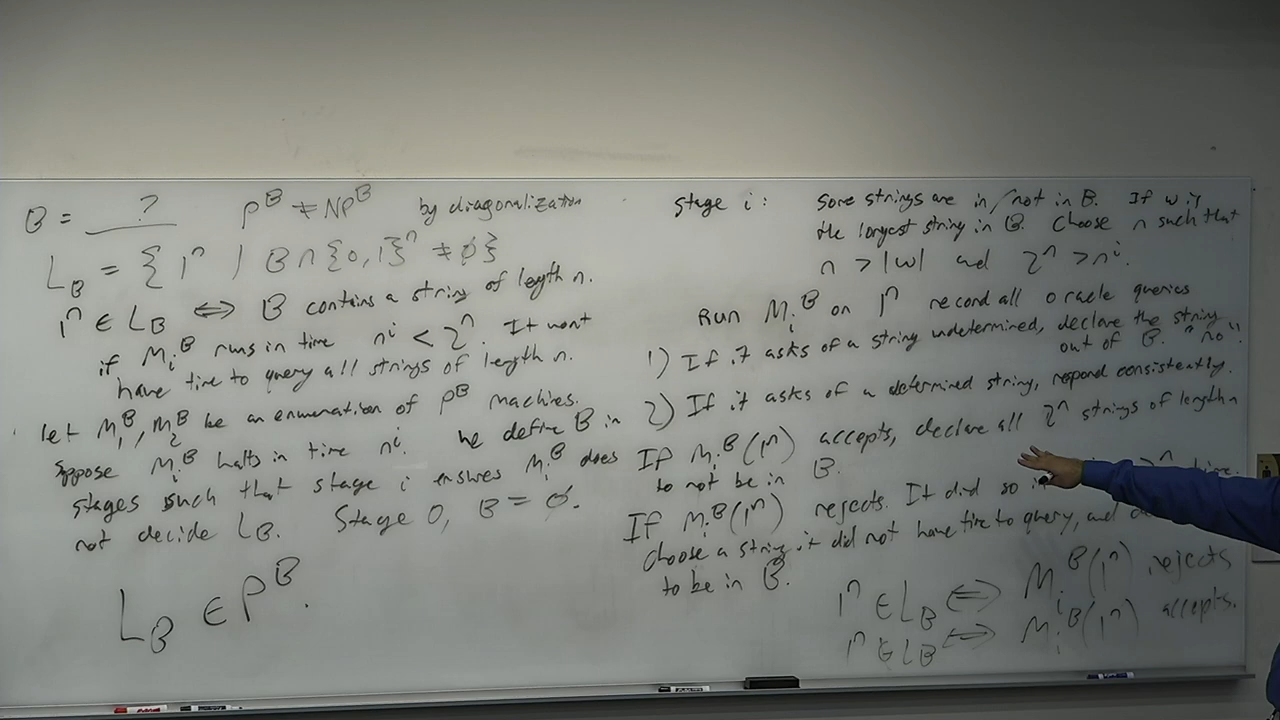 B = ? P^B ≠ NP^B by diagonalization
L_B = { 1^n | B ∩ {0,1}^n ≠ ∅}
1^n ∈ L_B ⇔ B contains a string of length n.
if M_i^B runs in time n^i < 2^n. It wont
have time to query all strings of length n.
let M_1^B, M_2^B be an enumeration of P^B machines.
Suppose M_i^B halts in time n^i. We define B in
stages such that stage i ensures M_i^B does
not decide L_B. Stage 0, B = ∅.
L_B ∈ P^B.
Stage i: Some strings are in/not in B. If w is
the longest string in B. Choose n such that
n > |w| and 2^n > n^i.
Run M_i^B on 1^n record all oracle queries
1) If it asks of a string undetermined, declare the string
out of B. "no".
2) If it asks of a determined string, respond consistently.
If M_i^B(1^n) accepts, declare all 2^n strings of length n
to not be in B.
If M_i^B(1^n) rejects. It did so 2^n time.
Choose a string it did not have time to query, and
to be in B.
1^n ∈ L_B ⇔ M_i^B(1^n) rejects
1^n L_B ⇔ M_i^B(1^n) accepts.